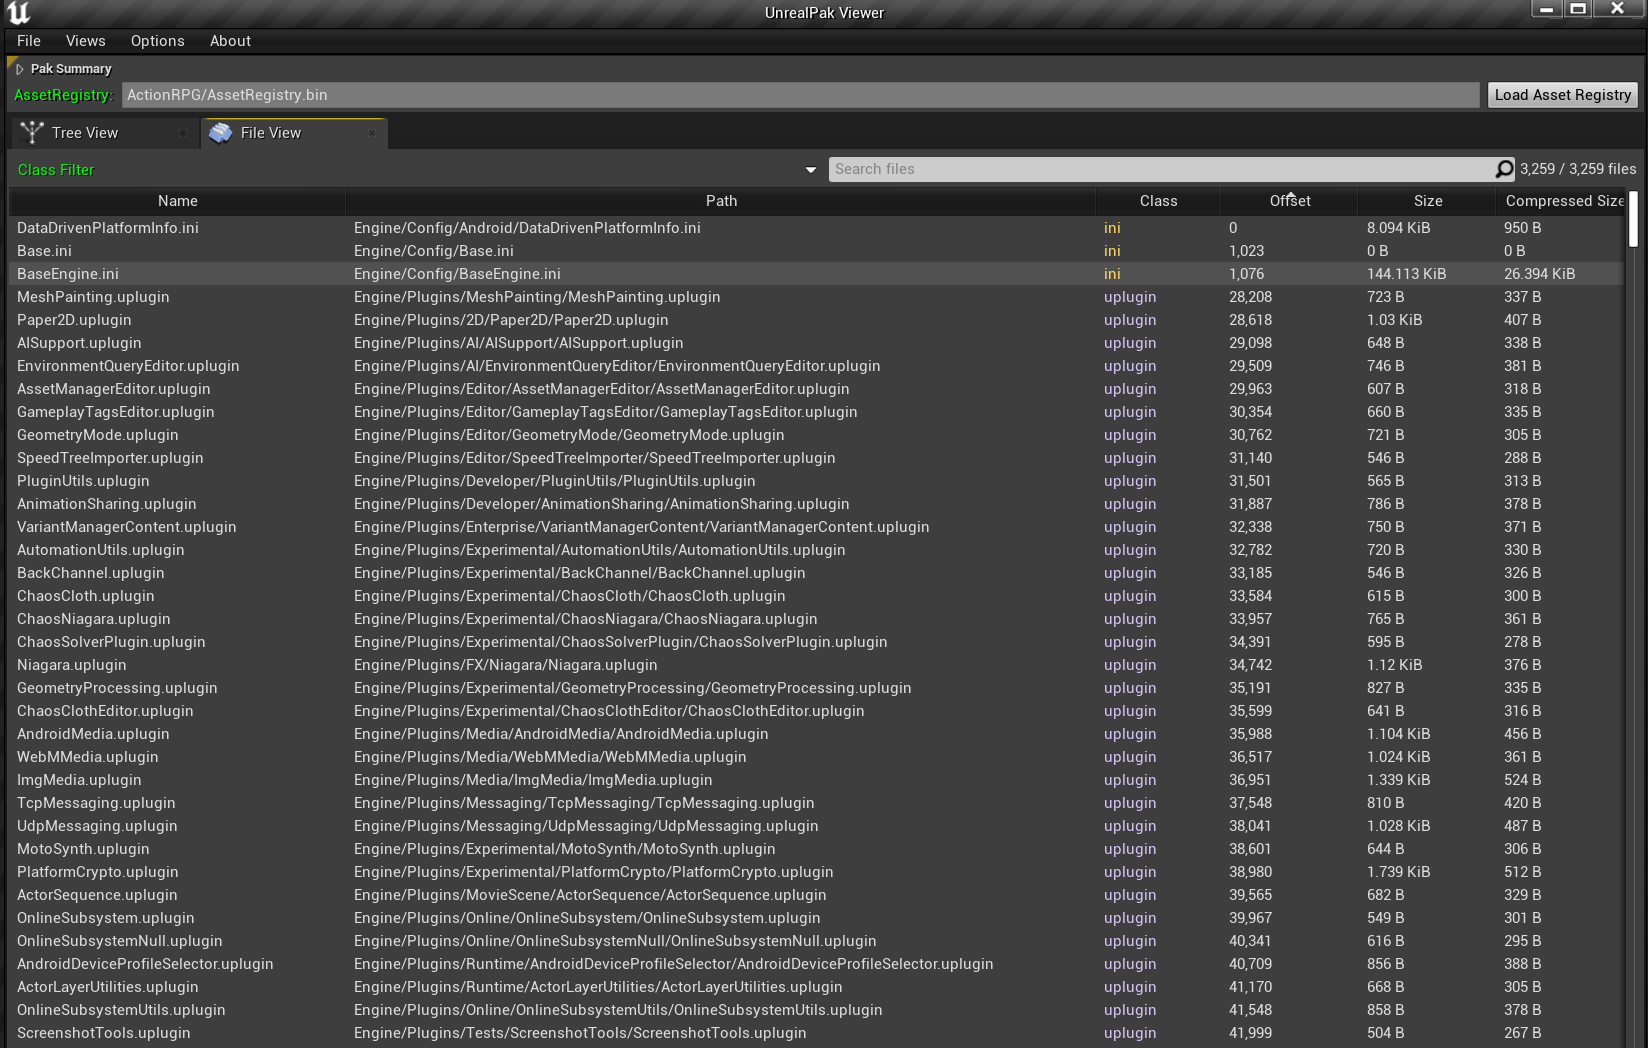 UnrealPak Viewer
File Views Options About
Pak Summary
AssetRegistry: ActionRPG/AssetRegistry.bin Load Asset Registry
Tree View File View
Class Filter Search files 3,259 / 3,259 files
Name Path Class Offset Size Compressed Size
DataDrivenPlatformInfo.ini Engine/Config/Android/DataDrivenPlatformInfo.ini ini 0 8.094 KiB 950 B
Base.ini Engine/Config/Base.ini ini 1,023 0 B 0 B
BaseEngine.ini Engine/Config/BaseEngine.ini ini 1,076 144.113 KiB 26.394 KiB
MeshPainting.uplugin Engine/Plugins/MeshPainting/MeshPainting.uplugin uplugin 28,208 723 B 337 B
Paper2D.uplugin Engine/Plugins/2D/Paper2D/Paper2D.uplugin uplugin 28,618 1.03 KiB 407 B
AISupport.uplugin Engine/Plugins/AI/AISupport/AISupport.uplugin uplugin 29,098 648 B 338 B
EnvironmentQueryEditor.uplugin Engine/Plugins/AI/EnvironmentQueryEditor/EnvironmentQueryEditor.uplugin uplugin 29,509 746 B 381 B
AssetManagerEditor.uplugin Engine/Plugins/Editor/AssetManagerEditor/AssetManagerEditor.uplugin uplugin 29,963 607 B 318 B
GameplayTagsEditor.uplugin Engine/Plugins/Editor/GameplayTagsEditor/GameplayTagsEditor.uplugin uplugin 30,354 660 B 335 B
GeometryMode.uplugin Engine/Plugins/Editor/GeometryMode/GeometryMode.uplugin uplugin 30,762 721 B 305 B
SpeedTreeImporter.uplugin Engine/Plugins/Editor/SpeedTreeImporter/SpeedTreeImporter.uplugin uplugin 31,140 546 B 288 B
PluginUtils.uplugin Engine/Plugins/Developer/PluginUtils/PluginUtils.uplugin uplugin 31,501 565 B 313 B
AnimationSharing.uplugin Engine/Plugins/Developer/AnimationSharing/AnimationSharing.uplugin uplugin 31,887 786 B 378 B
VariantManagerContent.uplugin Engine/Plugins/Enterprise/VariantManagerContent/VariantManagerContent.uplugin uplugin 32,338 750 B 371 B
AutomationUtils.uplugin Engine/Plugins/Experimental/AutomationUtils/AutomationUtils.uplugin uplugin 32,782 720 B 330 B
BackChannel.uplugin Engine/Plugins/Experimental/BackChannel/BackChannel.uplugin uplugin 33,185 546 B 326 B
ChaosCloth.uplugin Engine/Plugins/Experimental/ChaosCloth/ChaosCloth.uplugin uplugin 33,584 615 B 300 B
ChaosNiagara.uplugin Engine/Plugins/Experimental/ChaosNiagara/ChaosNiagara.uplugin uplugin 33,957 765 B 361 B
ChaosSolverPlugin.uplugin Engine/Plugins/Experimental/ChaosSolverPlugin/ChaosSolverPlugin.uplugin uplugin 34,391 595 B 278 B
Niagara.uplugin Engine/Plugins/FX/Niagara/Niagara.uplugin uplugin 34,742 1.12 KiB 376 B
GeometryProcessing.uplugin Engine/Plugins/Experimental/GeometryProcessing/GeometryProcessing.uplugin uplugin 35,191 827 B 335 B
ChaosClothEditor.uplugin Engine/Plugins/Experimental/ChaosClothEditor/ChaosClothEditor.uplugin uplugin 35,599 641 B 316 B
AndroidMedia.uplugin Engine/Plugins/Media/AndroidMedia/AndroidMedia.uplugin uplugin 35,988 1.104 KiB 456 B
WebMMedia.uplugin Engine/Plugins/Media/WebMMedia/WebMMedia.uplugin uplugin 36,517 1.024 KiB 361 B
ImgMedia.uplugin Engine/Plugins/Media/ImgMedia/ImgMedia.uplugin uplugin 36,951 1.339 KiB 524 B
TcpMessaging.uplugin Engine/Plugins/Messaging/TcpMessaging/TcpMessaging.uplugin uplugin 37,548 810 B 420 B
UdpMessaging.uplugin Engine/Plugins/Messaging/UdpMessaging/UdpMessaging.uplugin uplugin 38,041 1.028 KiB 487 B
MotoSynth.uplugin Engine/Plugins/Experimental/MotoSynth/MotoSynth.uplugin uplugin 38,601 644 B 306 B
PlatformCrypto.uplugin Engine/Plugins/Experimental/PlatformCrypto/PlatformCrypto.uplugin uplugin 38,980 1.739 KiB 512 B
ActorSequence.uplugin Engine/Plugins/MovieScene/ActorSequence/ActorSequence.uplugin uplugin 39,565 682 B 329 B
OnlineSubsystem.uplugin Engine/Plugins/Online/OnlineSubsystem/OnlineSubsystem.uplugin uplugin 39,967 549 B 301 B
OnlineSubsystemNull.uplugin Engine/Plugins/Online/OnlineSubsystemNull/OnlineSubsystemNull.uplugin uplugin 40,341 616 B 295 B
AndroidDeviceProfileSelector.uplugin Engine/Plugins/Runtime/AndroidDeviceProfileSelector/AndroidDeviceProfileSelector.uplugin uplugin 40,709 856 B 388 B
ActorLayerUtilities.uplugin Engine/Plugins/Runtime/ActorLayerUtilities/ActorLayerUtilities.uplugin uplugin 41,170 668 B 305 B
OnlineSubsystemUtils.uplugin Engine/Plugins/Online/OnlineSubsystemUtils/OnlineSubsystemUtils.uplugin uplugin 41,548 858 B 378 B
ScreenshotTools.uplugin Engine/Plugins/Tests/ScreenshotTools/ScreenshotTools.uplugin uplugin 41,999 504 B 267 B